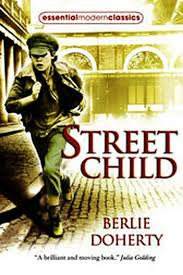 essentialmodernclassics
STREET
CHILD
BERLIE
DOHERTY
"A brilliant and moving book." Julia Golding